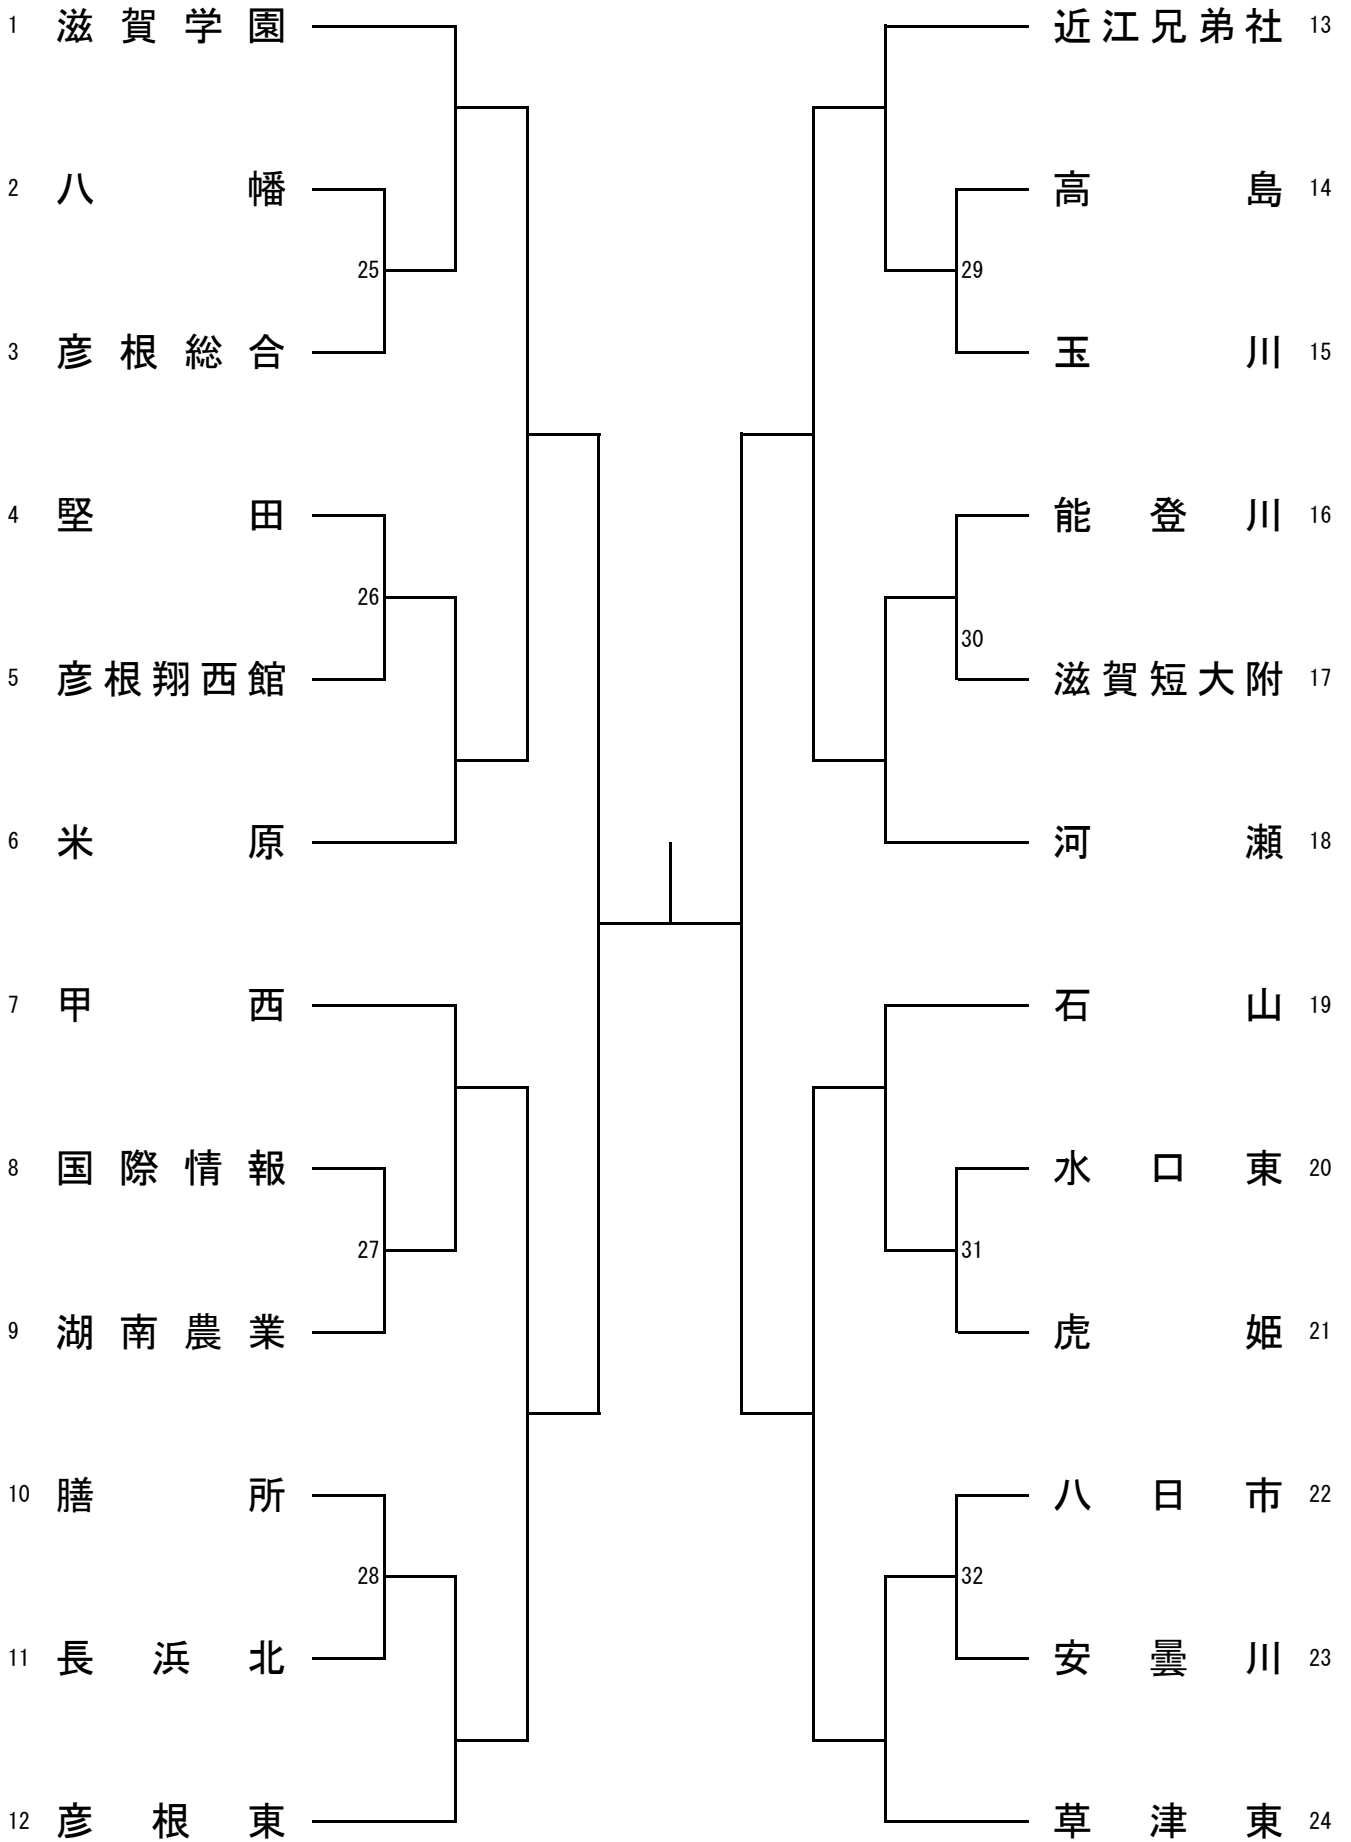 1 滋賀学園
2 八幡
25
3 彦根総合
4 堅田
26
5 彦根翔西館
6 米原
7 甲西
8 国際情報
27
9 湖南農業
10 膳所
28
11 長浜北
12 彦根東
近江兄弟社 13
高島 14
29
玉川 15
能登川 16
30
滋賀短大附 17
河瀬 18
石山 19
水口東 20
31
虎姫 21
八日市 22
32
安曇川 23
草津東 24